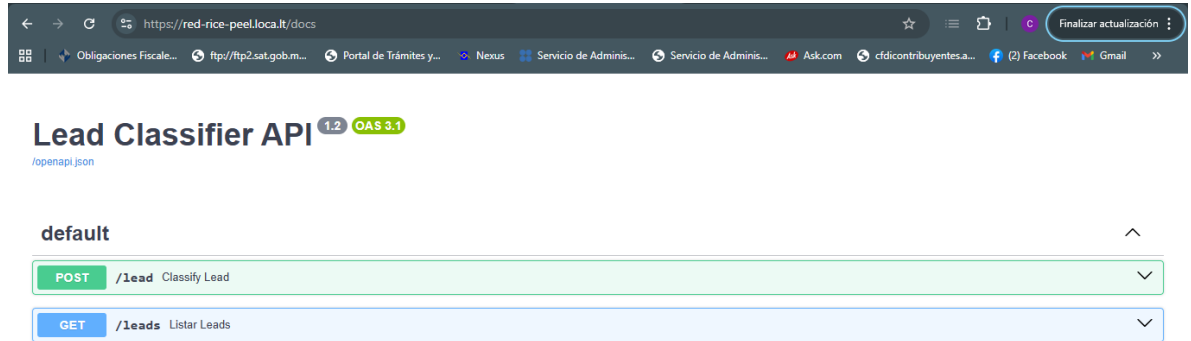 https://red-rice-peel.loca.lt/docs
C
Finalizar actualización
Obligaciones Fiscale... ftp://ftp2.sat.gob.m... Portal de Trámites y... Nexus Servicio de Adminis... Servicio de Adminis... Ask.com cfdicontribuyentes.a... (2) Facebook Gmail
Lead Classifier API 1.2 OAS 3.1
/openapi.json
default
POST /lead Classify Lead
GET /leads Listar Leads